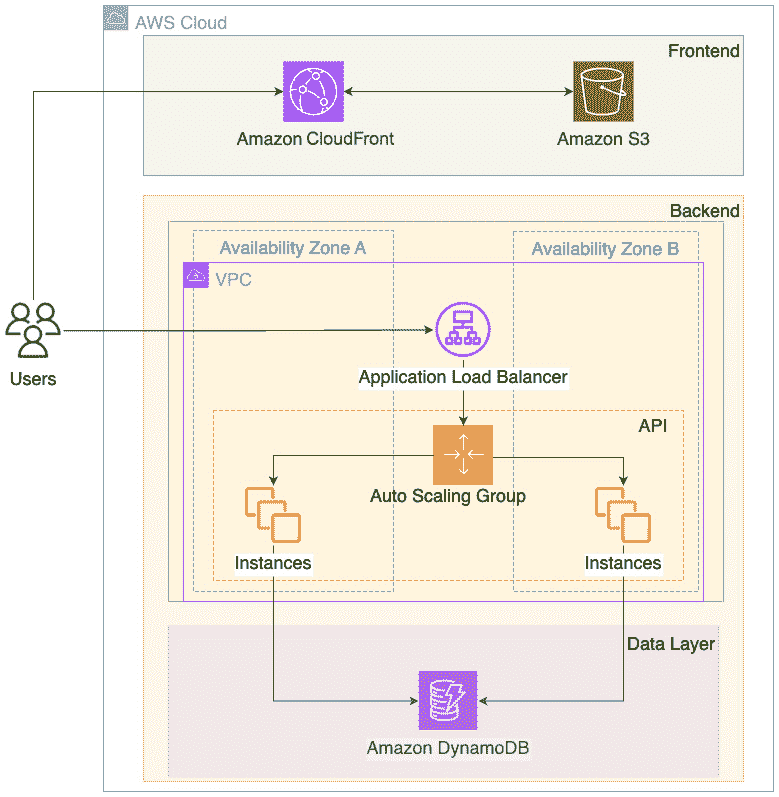 AWS Cloud
Frontend
Amazon CloudFront
Amazon S3
Backend
Availability Zone A
Availability Zone B
VPC
Users
Application Load Balancer
API
Auto Scaling Group
Instances
Instances
Data Layer
Amazon DynamoDB